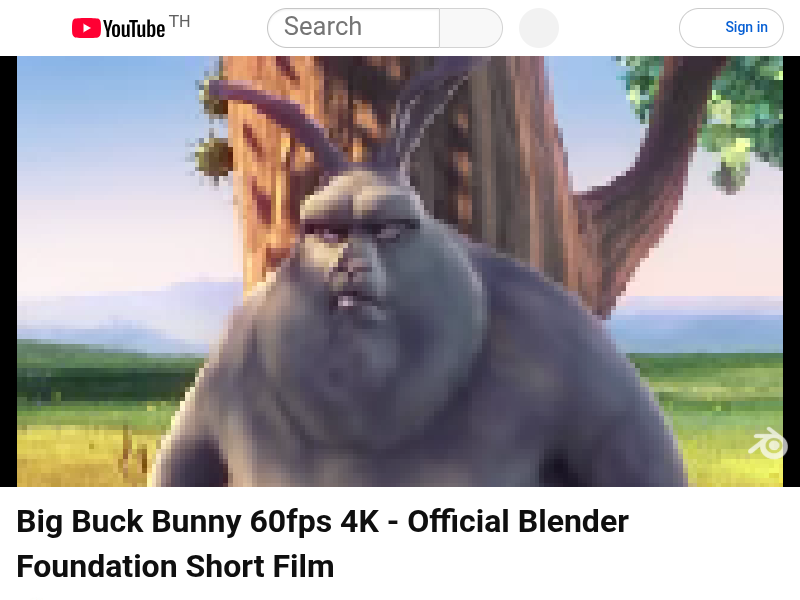 YouTube TH
Search
Sign in
Big Buck Bunny 60fps 4K - Official Blender
Foundation Short Film